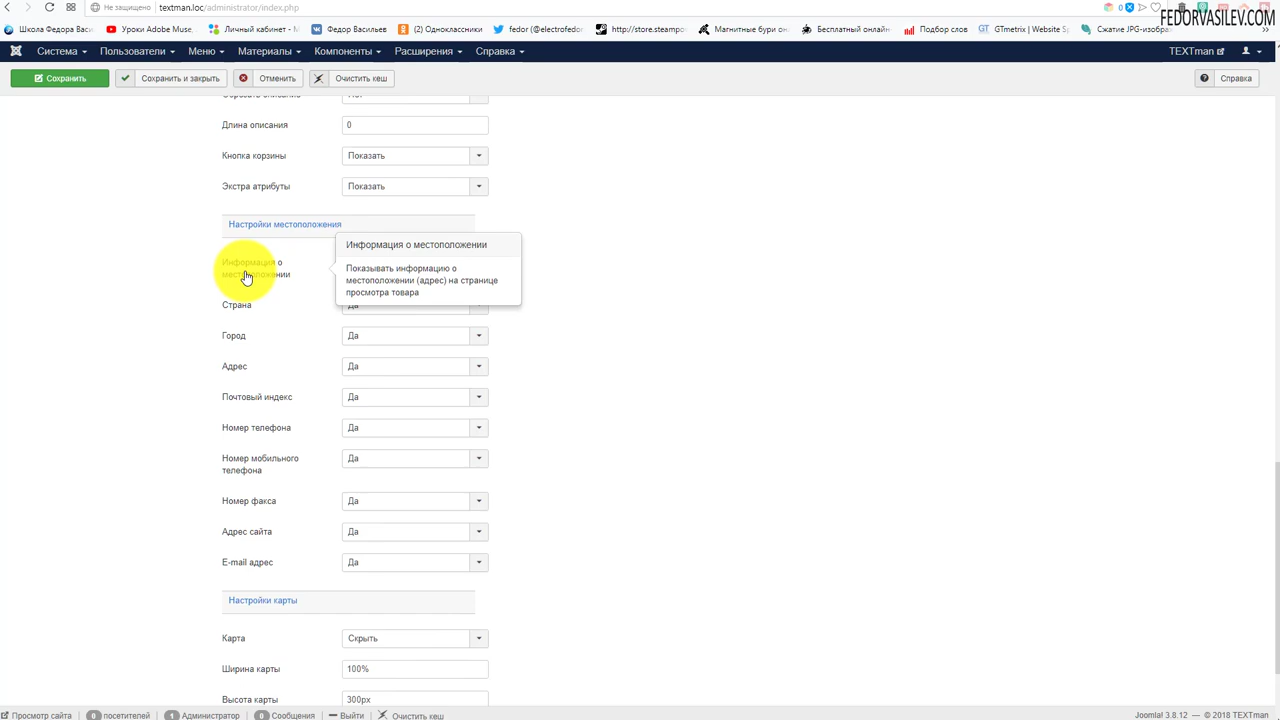 Не защищено textman.loc/administrator/index.php
FEDORVASILEV.COM
Школа Федора Васи Уроки Adobe Muse, Личный кабинет - Федор Васильев (2) Одноклассники fedor (@electrofedo http://store.steampo Магнитные бури он Бесплатный онлайн Подбор слов GTmetrix | Website S Сжатие JPG-изобра
Система Пользователи Меню Материалы Компоненты Расширения Справка TEXTman
Сохранить Сохранить и закрыть Отменить Очистить кеш Справка
Длина описания 0
Кнопка корзины Показать
Экстра атрибуты Показать
Настройки местоположения
Информация о местоположении
Информация о
местоположении
Показывать информацию о
местоположении (адрес) на странице
просмотра товара
Страна Да
Город Да
Адрес Да
Почтовый индекс Да
Номер телефона Да
Номер мобильного
телефона Да
Номер факса Да
Адрес сайта Да
E-mail адрес Да
Настройки карты
Карта Скрыть
Ширина карты 100%
Высота карты 300px
Просмотр сайта 0 посетителей 1 Администратор 0 Сообщения Выйти Очистить кеш Joomla! 3.8.12 — © 2018 TEXTman